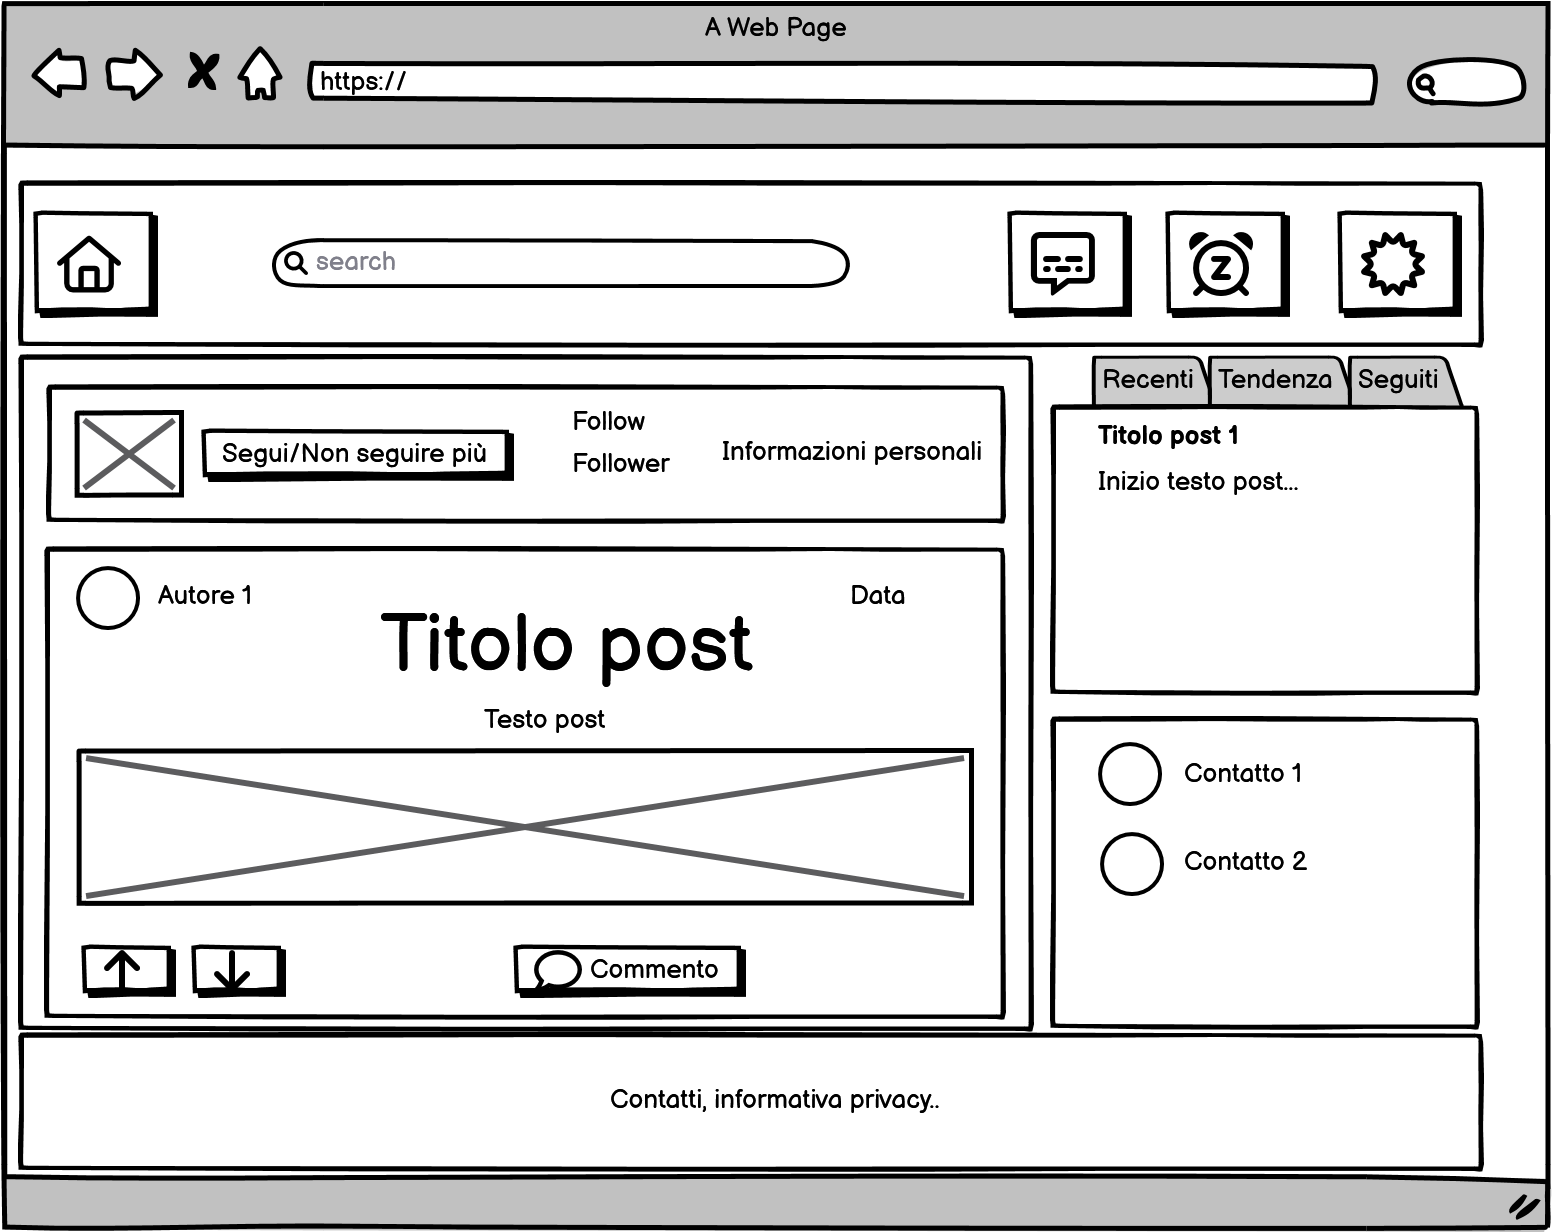 A Web Page
https://
search
Recenti
Tendenza
Seguiti
Follow
Segui/Non seguire più
Follower
Informazioni personali
Titolo post 1
Inizio testo post...
Autore 1
Data
Titolo post
Testo post
Commento
Contatto 1
Contatto 2
Contatti, informativa privacy..